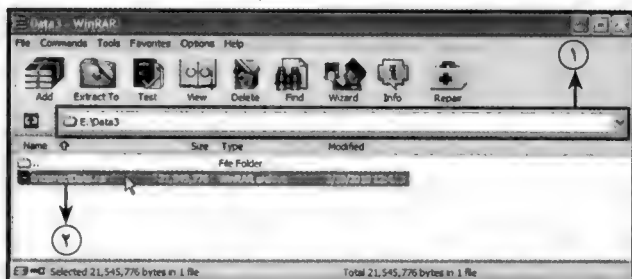 Data3 - WinRAR
File Commands Tools Favorites Options Help
۱
Add Extract To Test View Delete Find Wizard Info Repair
E:\Data3
Name Size Type Modified
.. File Folder
21,545,776 WinRAR archive
۲
Selected 21,545,776 bytes in 1 file Total 21,545,776 bytes in 1 file